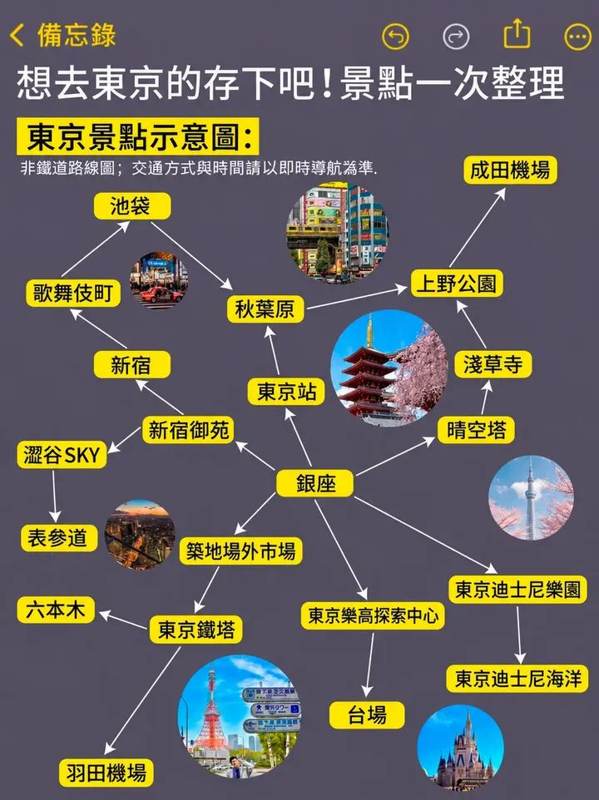 備忘錄
想去東京的存下吧！景點一次整理
東京景點示意圖：
非鐵道路線圖；交通方式與時間請以即時導航為準.
成田機場
池袋
歌舞伎町
上野公園
秋葉原
新宿
淺草寺
東京站
新宿御苑
晴空塔
澀谷SKY
銀座
表參道
築地場外市場
東京迪士尼樂園
六本木
東京樂高探索中心
東京鐵塔
東京迪士尼海洋
台場
羽田機場